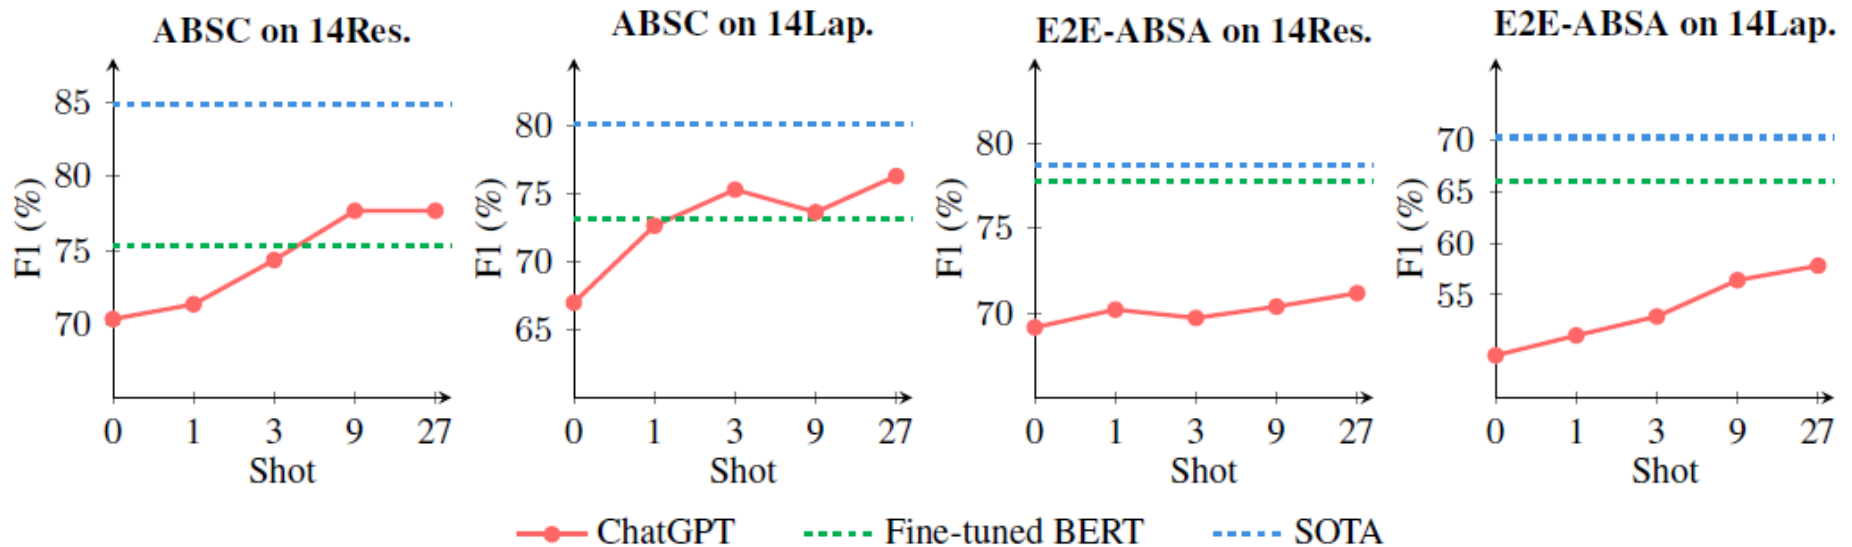 ABSC on 14Res.
F1 (%)
85
80
75
70
0 1 3 9 27
Shot
ABSC on 14Lap.
F1 (%)
80
75
70
65
0 1 3 9 27
Shot
E2E-ABSA on 14Res.
F1 (%)
80
75
70
0 1 3 9 27
Shot
E2E-ABSA on 14Lap.
F1 (%)
70
65
60
55
0 1 3 9 27
Shot
ChatGPT Fine-tuned BERT SOTA